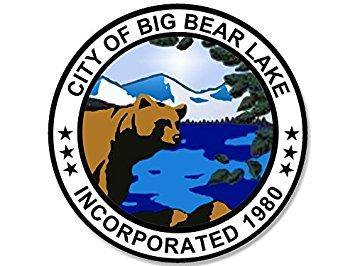 CITY OF BIG BEAR LAKE
INCORPORATED 1980